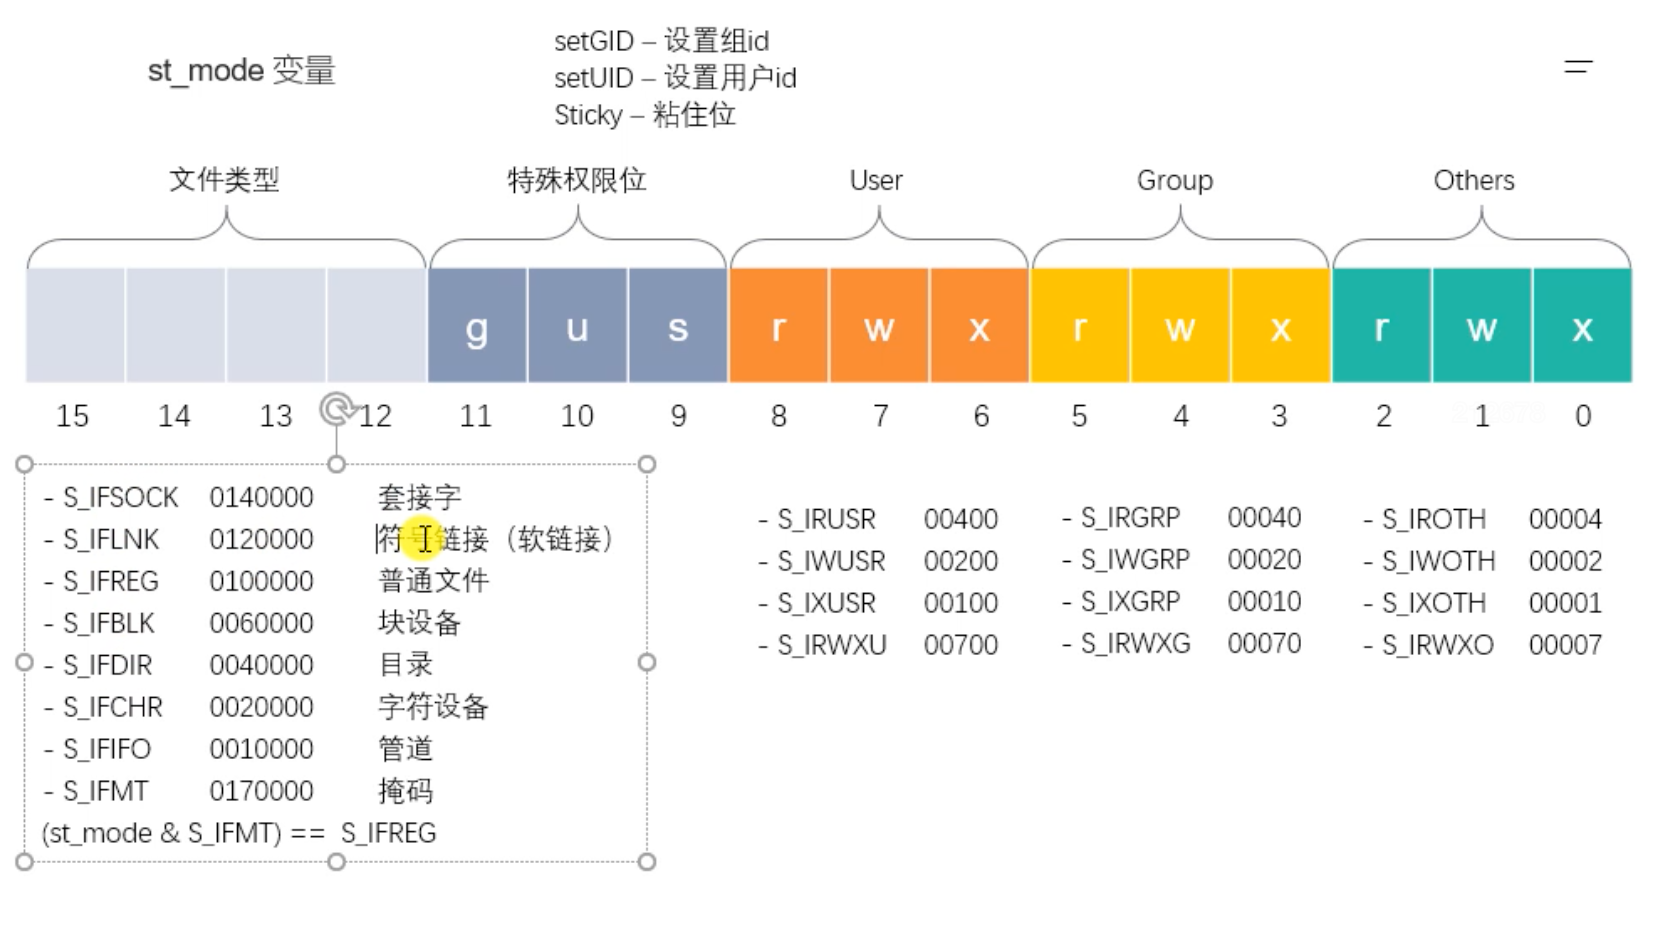 st_mode 变量
setGID – 设置组id
setUID – 设置用户id
Sticky – 粘住位
文件类型 特殊权限位 User Group Others
g u s r w x r w x r w x
15 14 13 12 11 10 9 8 7 6 5 4 3 2 1 0
- S_IFSOCK 0140000 套接字
- S_IFLNK 0120000 符号链接（软链接）
- S_IFREG 0100000 普通文件
- S_IFBLK 0060000 块设备
- S_IFDIR 0040000 目录
- S_IFCHR 0020000 字符设备
- S_IFIFO 0010000 管道
- S_IFMT 0170000 掩码
(st_mode & S_IFMT) == S_IFREG
- S_IRUSR 00400
- S_IWUSR 00200
- S_IXUSR 00100
- S_IRWXU 00700
- S_IRGRP 00040
- S_IWGRP 00020
- S_IXGRP 00010
- S_IRWXG 00070
- S_IROTH 00004
- S_IWOTH 00002
- S_IXOTH 00001
- S_IRWXO 00007